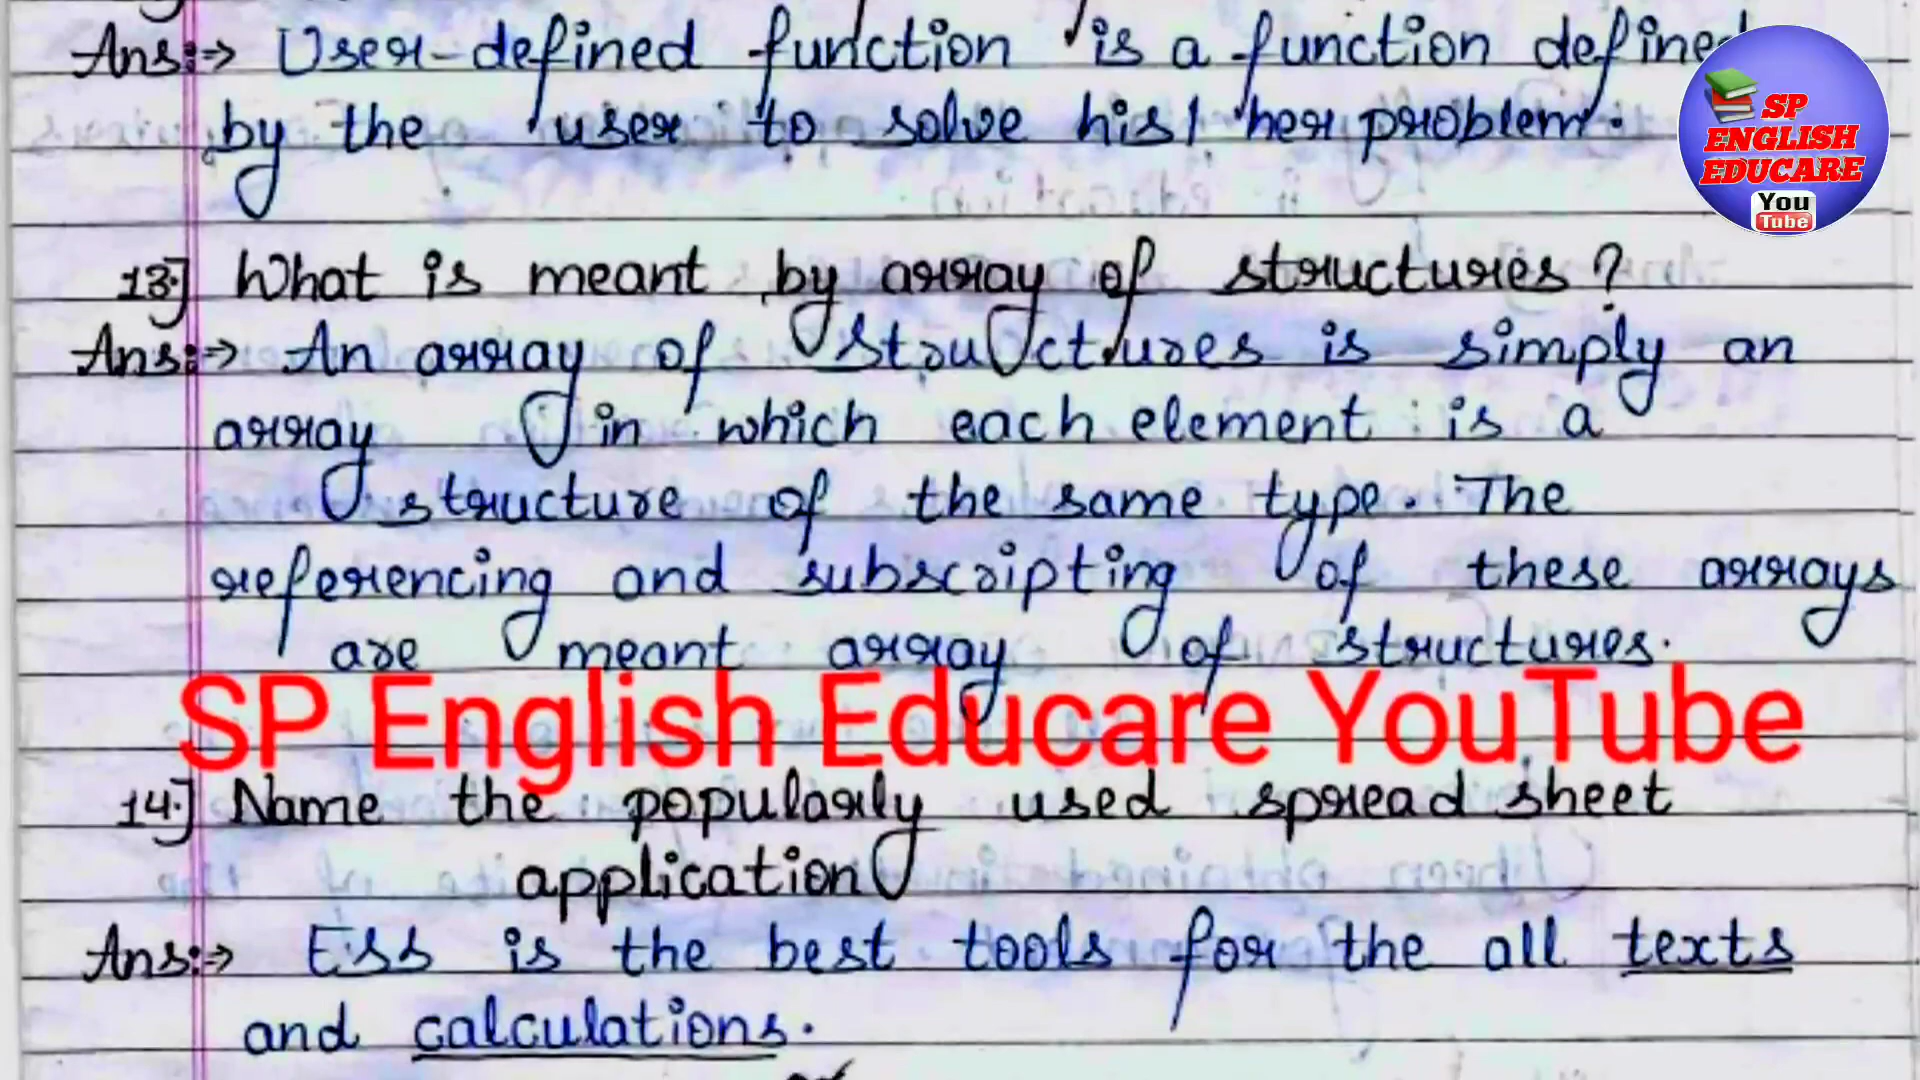 Ans:→ User-defined function is a function defined
by the user to solve his/ her problem.
SP
ENGLISH
EDUCARE
You
Tube
13.] What is meant by array of structures?
Ans:→ An array of structures is simply an
array in which each element is a
structure of the same type. The
referencing and subscripting of these arrays
are meant array of structures.
SP English Educare YouTube
14.] Name the popularly used spread sheet
application
Ans:→ ESS is the best tools for the all texts
and calculations.